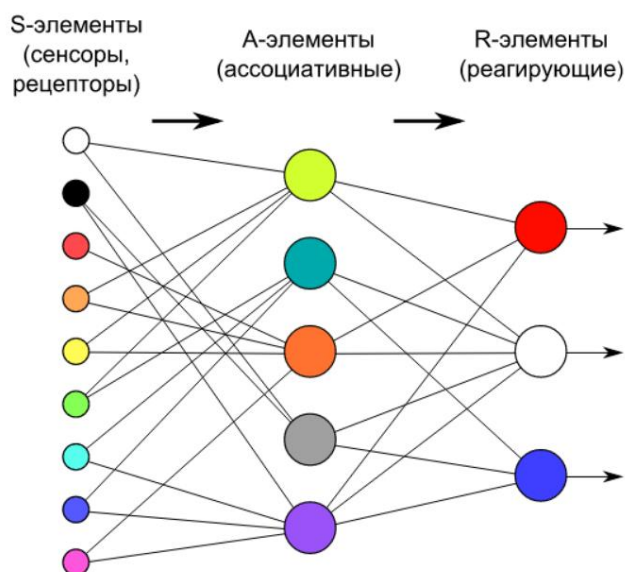 S-элементы
(сенсоры,
рецепторы)
A-элементы
(ассоциативные)
R-элементы
(реагирующие)